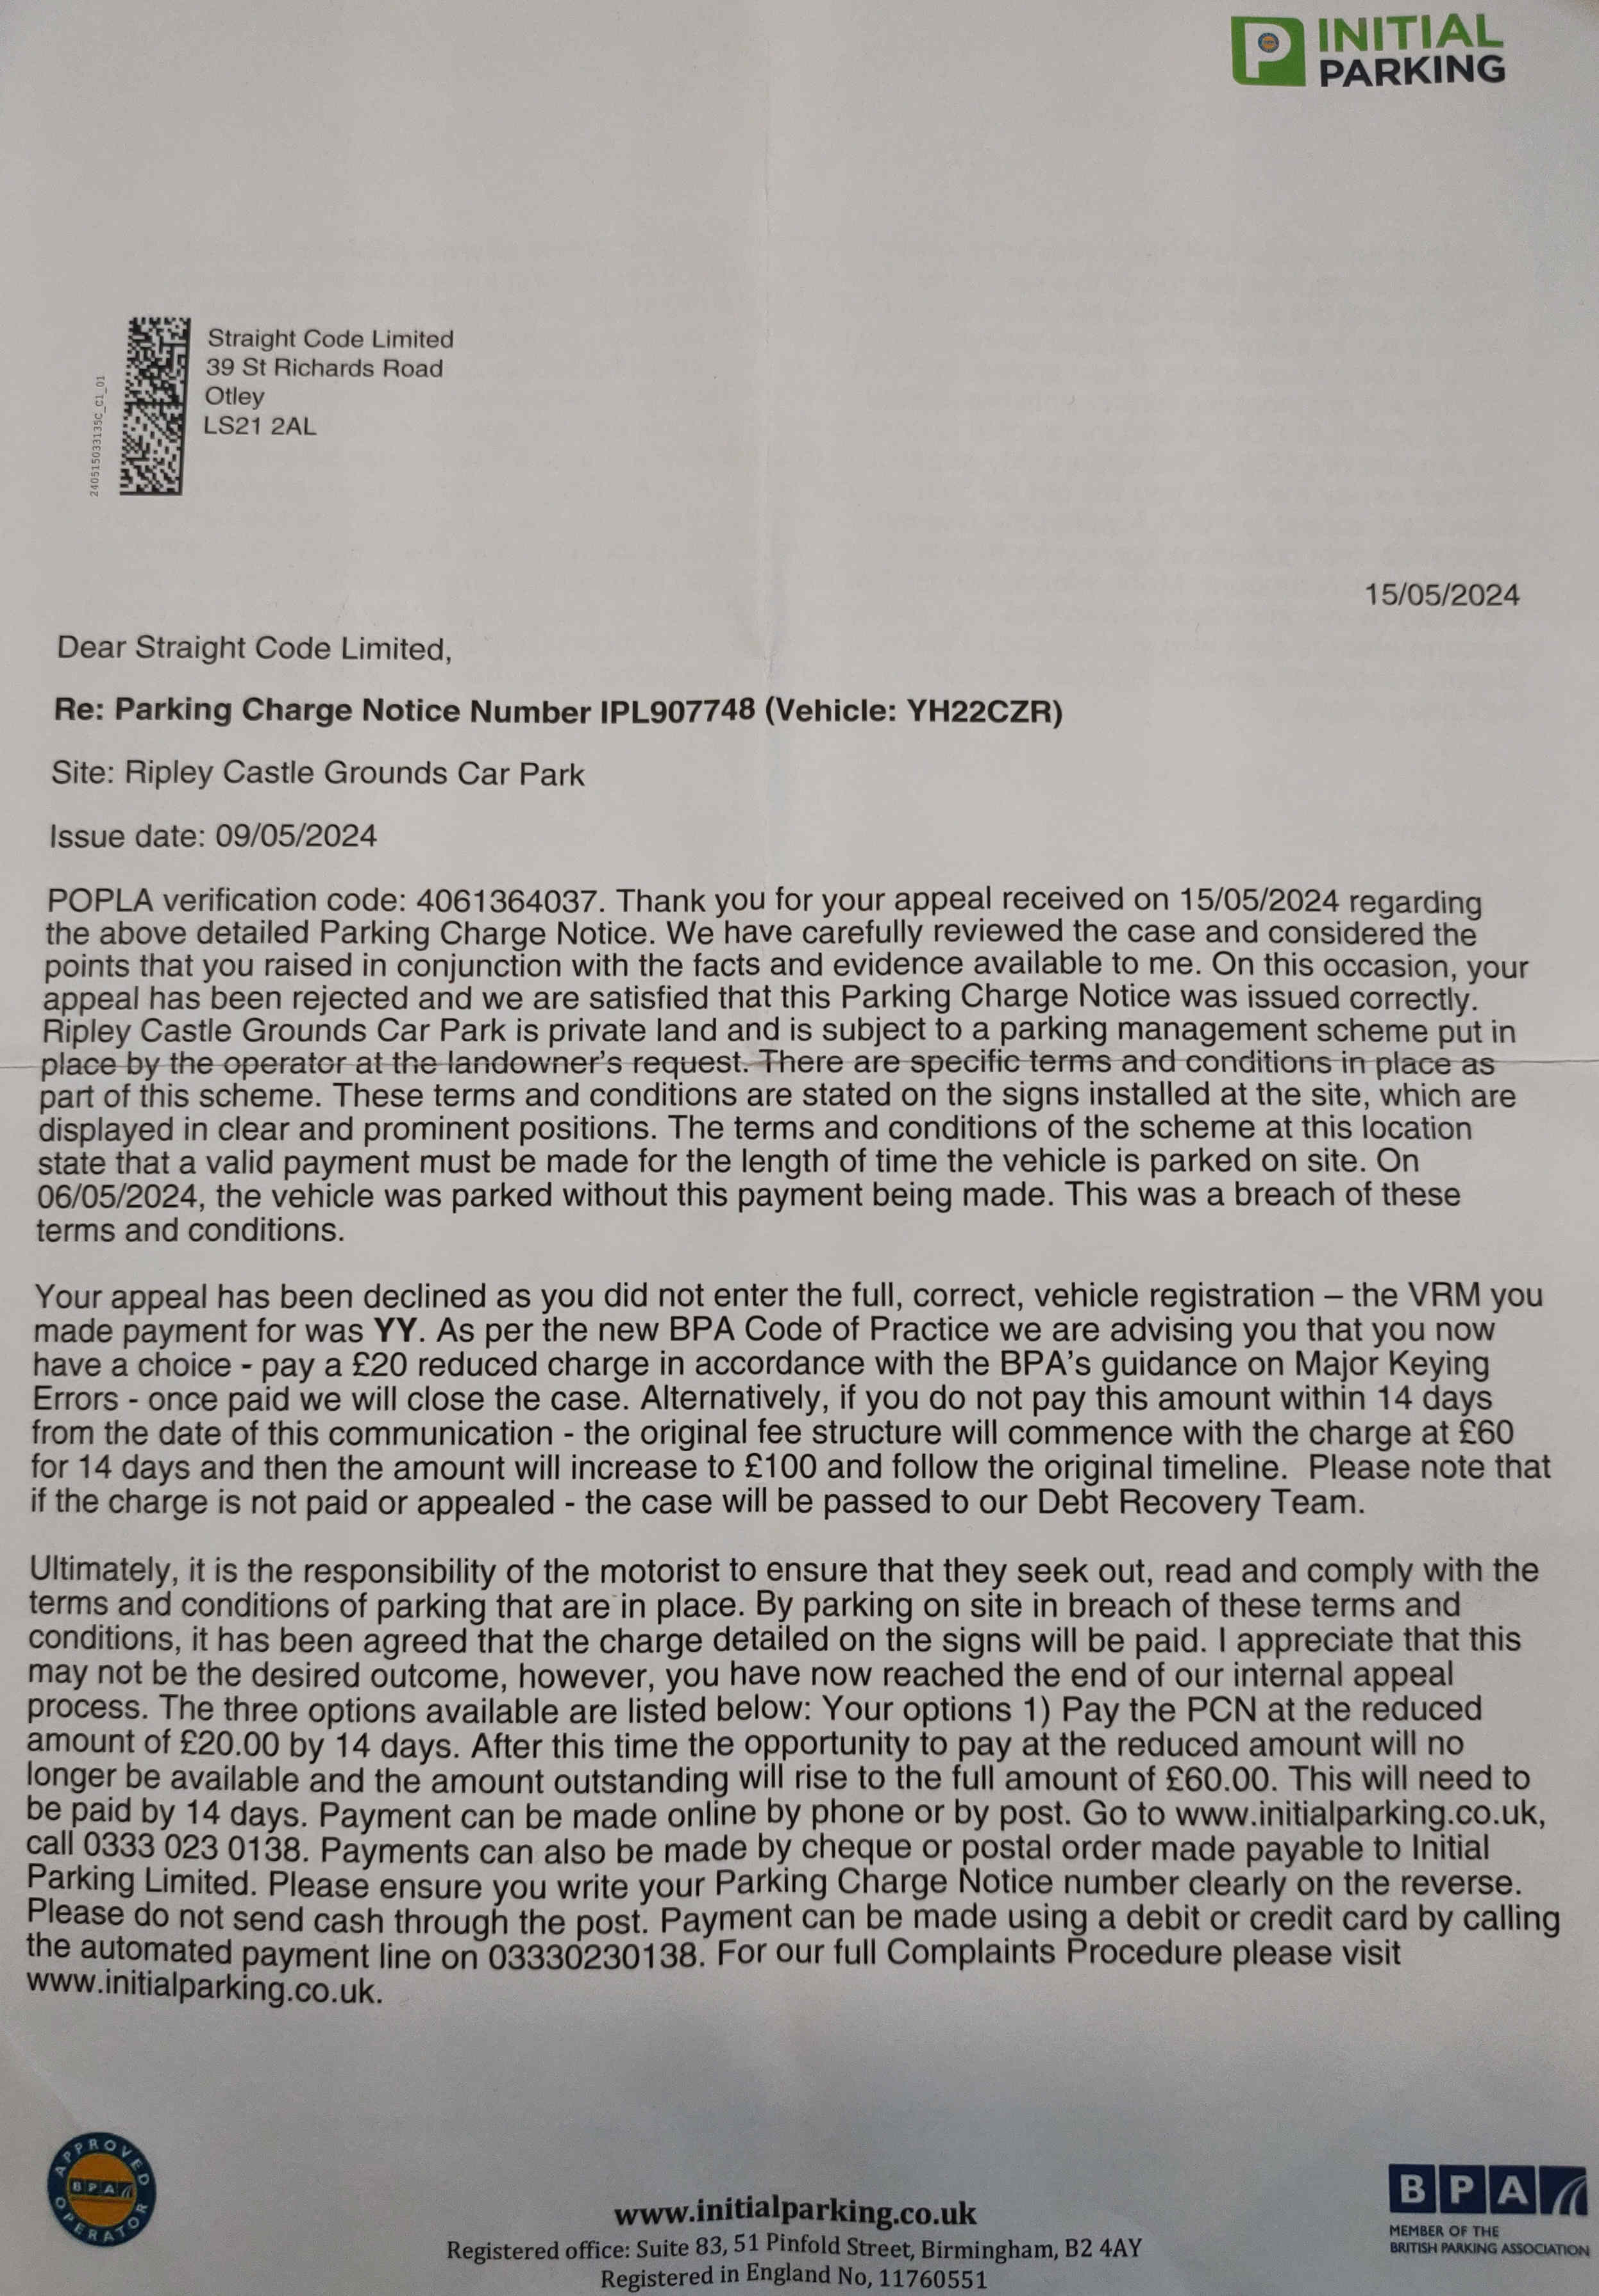 INITIAL
PARKING
Straight Code Limited
39 St Richards Road
Otley
LS21 2AL
240515033135C_C1_01
15/05/2024
Dear Straight Code Limited,
Re: Parking Charge Notice Number IPL907748 (Vehicle: YH22CZR)
Site: Ripley Castle Grounds Car Park
Issue date: 09/05/2024
POPLA verification code: 4061364037. Thank you for your appeal received on 15/05/2024 regarding
the above detailed Parking Charge Notice. We have carefully reviewed the case and considered the
points that you raised in conjunction with the facts and evidence available to me. On this occasion, your
appeal has been rejected and we are satisfied that this Parking Charge Notice was issued correctly.
Ripley Castle Grounds Car Park is private land and is subject to a parking management scheme put in
place by the operator at the landowner's request. There are specific terms and conditions in place as
part of this scheme. These terms and conditions are stated on the signs installed at the site, which are
displayed in clear and prominent positions. The terms and conditions of the scheme at this location
state that a valid payment must be made for the length of time the vehicle is parked on site. On
06/05/2024, the vehicle was parked without this payment being made. This was a breach of these
terms and conditions.
Your appeal has been declined as you did not enter the full, correct, vehicle registration – the VRM you
made payment for was YY. As per the new BPA Code of Practice we are advising you that you now
have a choice - pay a £20 reduced charge in accordance with the BPA's guidance on Major Keying
Errors - once paid we will close the case. Alternatively, if you do not pay this amount within 14 days
from the date of this communication - the original fee structure will commence with the charge at £60
for 14 days and then the amount will increase to £100 and follow the original timeline. Please note that
if the charge is not paid or appealed - the case will be passed to our Debt Recovery Team.
Ultimately, it is the responsibility of the motorist to ensure that they seek out, read and comply with the
terms and conditions of parking that are in place. By parking on site in breach of these terms and
conditions, it has been agreed that the charge detailed on the signs will be paid. I appreciate that this
may not be the desired outcome, however, you have now reached the end of our internal appeal
process. The three options available are listed below: Your options 1) Pay the PCN at the reduced
amount of £20.00 by 14 days. After this time the opportunity to pay at the reduced amount will no
longer be available and the amount outstanding will rise to the full amount of £60.00. This will need to
be paid by 14 days. Payment can be made online by phone or by post. Go to www.initialparking.co.uk,
call 0333 023 0138. Payments can also be made by cheque or postal order made payable to Initial
Parking Limited. Please ensure you write your Parking Charge Notice number clearly on the reverse.
Please do not send cash through the post. Payment can be made using a debit or credit card by calling
the automated payment line on 03330230138. For our full Complaints Procedure please visit
www.initialparking.co.uk.
APPROVED
BPA
OPERATOR
www.initialparking.co.uk
Registered office: Suite 83, 51 Pinfold Street, Birmingham, B2 4AY
Registered in England No, 11760551
BPA
MEMBER OF THE
BRITISH PARKING ASSOCIATION